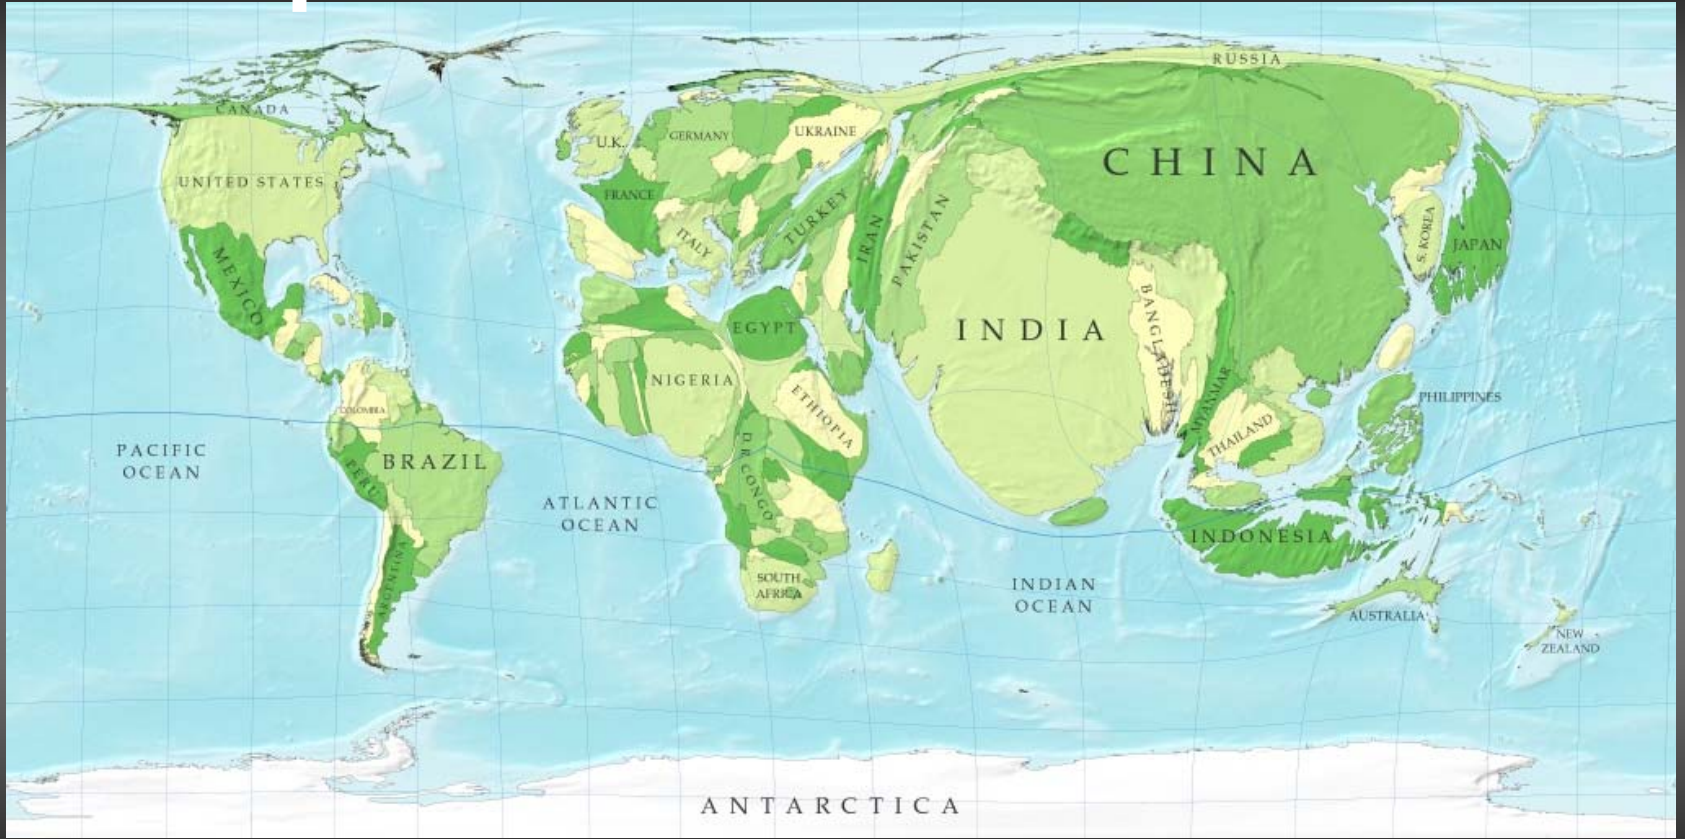 RUSSIA
CANADA
U.K.
GERMANY
UKRAINE
CHINA
UNITED STATES
FRANCE
TURKEY
ITALY
IRAN
PAKISTAN
S. KOREA
JAPAN
MEXICO
EGYPT
INDIA
BANGLADESH
NIGERIA
ETHIOPIA
MYANMAR
PHILIPPINES
COLOMBIA
THAILAND
PACIFIC
OCEAN
BRAZIL
PERU
D.R. CONGO
ATLANTIC
OCEAN
INDONESIA
ARGENTINA
SOUTH
AFRICA
INDIAN
OCEAN
AUSTRALIA
NEW
ZEALAND
ANTARCTICA